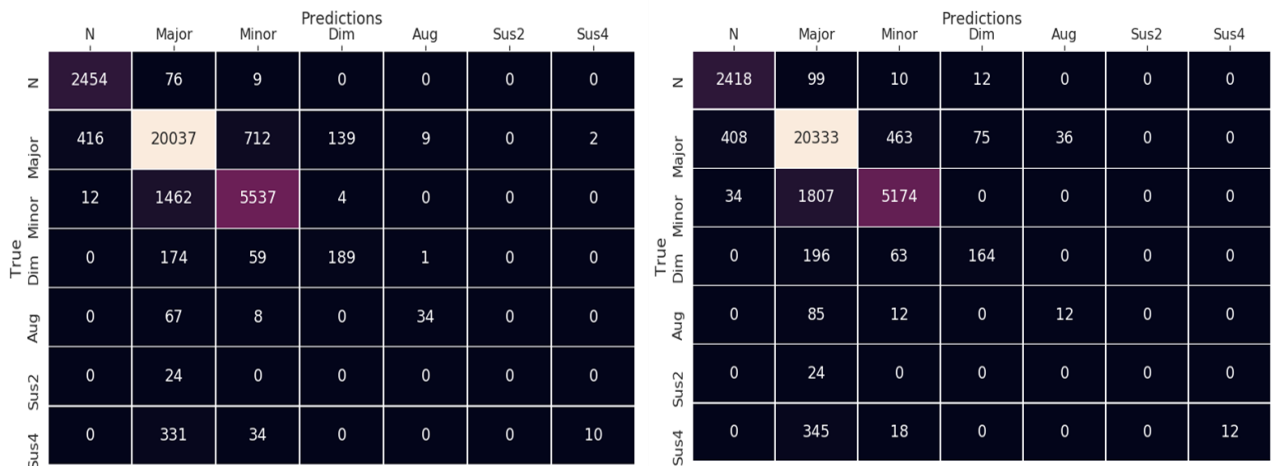 Predictions
N Major Minor Dim Aug Sus2 Sus4
True
N 2454 76 9 0 0 0 0
Major 416 20037 712 139 9 0 2
Minor 12 1462 5537 4 0 0 0
Dim 0 174 59 189 1 0 0
Aug 0 67 8 0 34 0 0
Sus2 0 24 0 0 0 0 0
Sus4 0 331 34 0 0 0 10
Predictions
N Major Minor Dim Aug Sus2 Sus4
True
N 2418 99 10 12 0 0 0
Major 408 20333 463 75 36 0 0
Minor 34 1807 5174 0 0 0 0
Dim 0 196 63 164 0 0 0
Aug 0 85 12 0 12 0 0
Sus2 0 24 0 0 0 0 0
Sus4 0 345 18 0 0 0 12